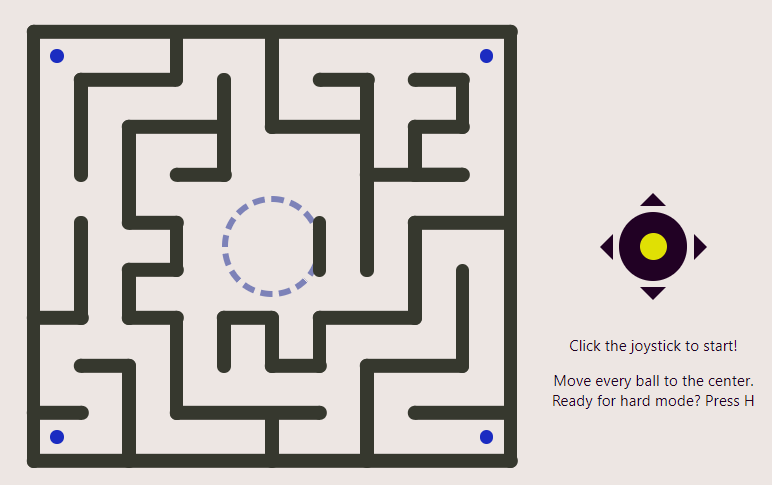 Click the joystick to start!
Move every ball to the center.
Ready for hard mode? Press H